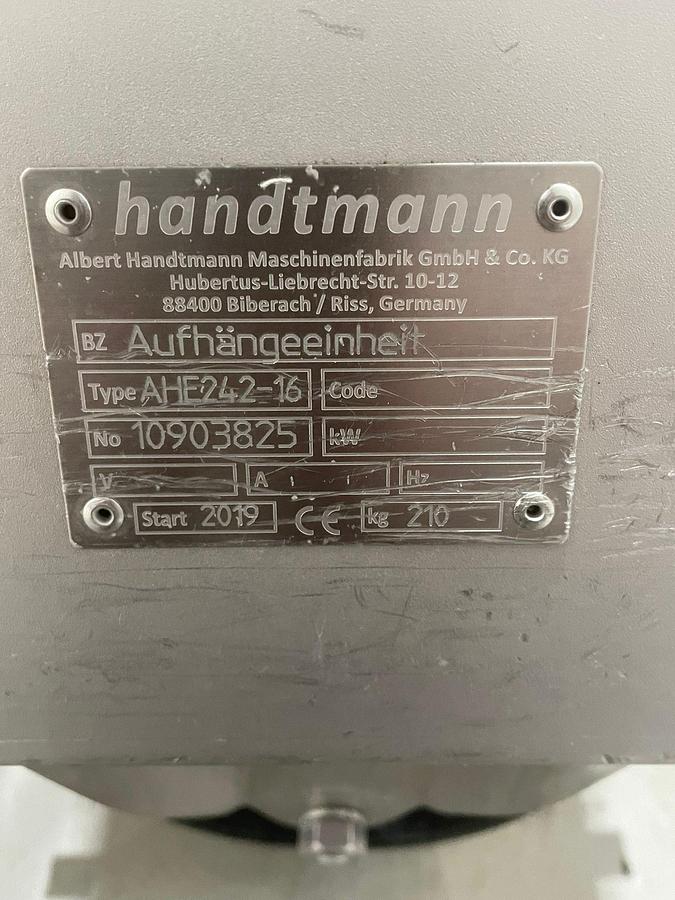 handtmann
Albert Handtmann Maschinenfabrik GmbH & Co. KG
Hubertus-Liebrecht-Str. 10-12
88400 Biberach / Riss, Germany
BZ Aufhängeeinheit
Type AHE242-16 Code
No 10903825 kW
V A Hz
Start 2019 CE kg 210